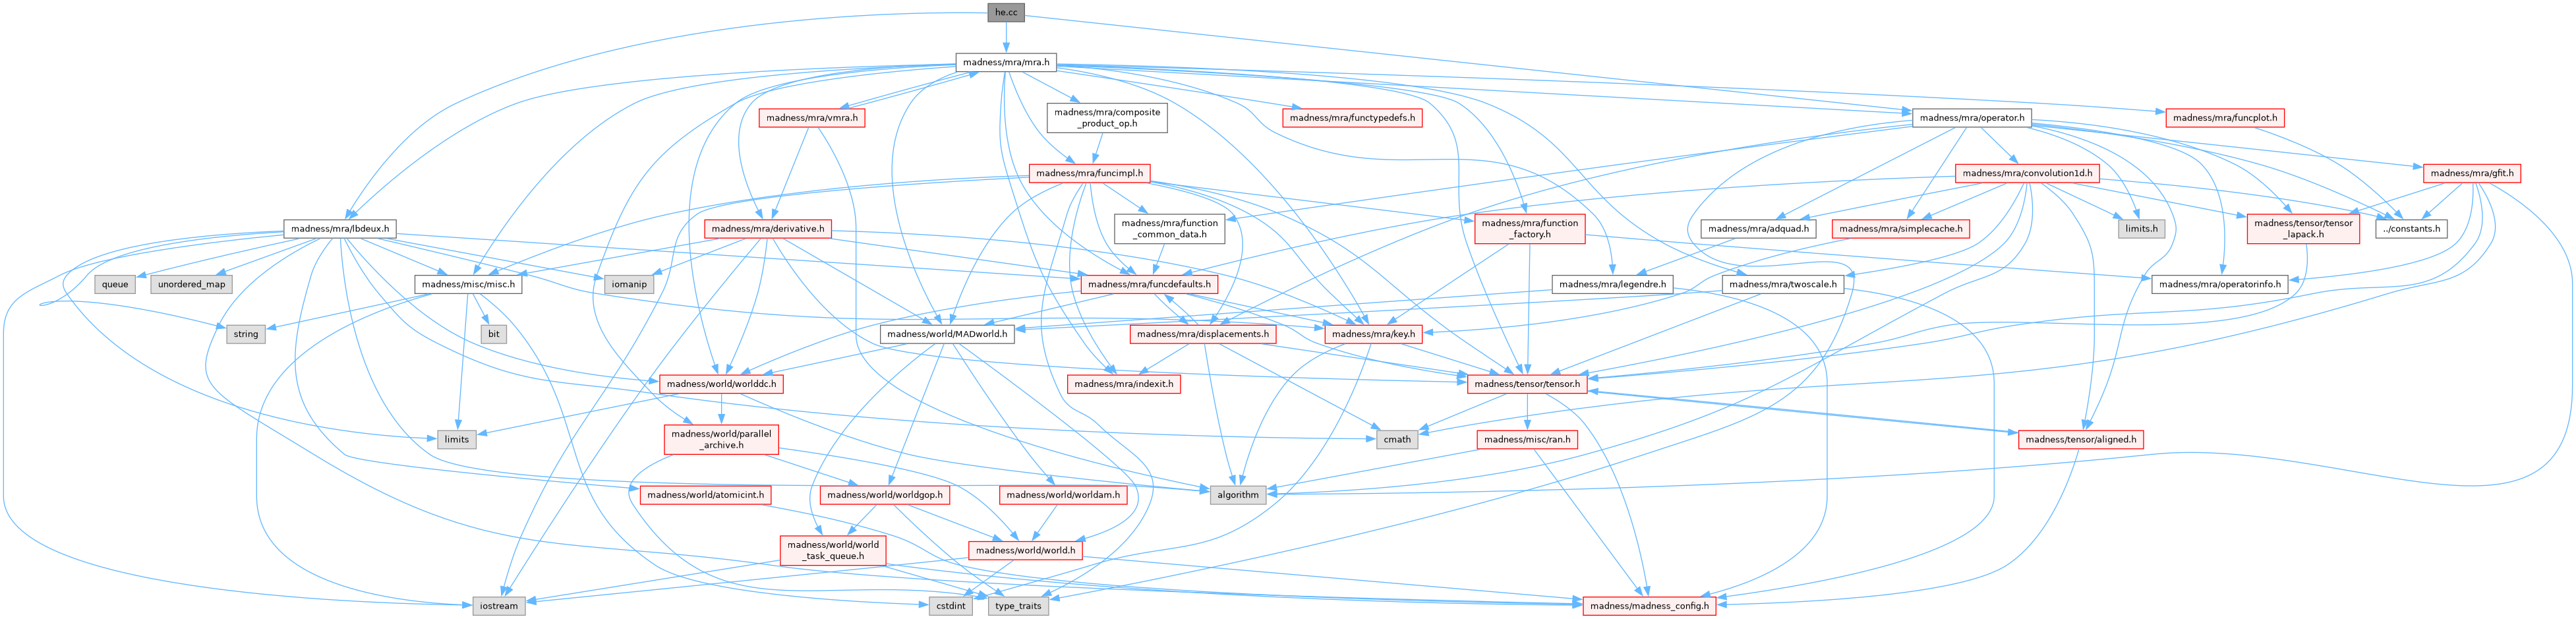 he.cc
madness/mra/mra.h
madness/mra/vmra.h
madness/mra/composite
_product_op.h
madness/mra/functypedefs.h
madness/mra/operator.h
madness/mra/funcplot.h
madness/mra/funcimpl.h
madness/mra/convolution1d.h
madness/mra/gfit.h
madness/mra/lbdeux.h
madness/mra/derivative.h
madness/mra/function
_common_data.h
madness/mra/function
_factory.h
madness/mra/adquad.h
madness/mra/simplecache.h
limits.h
madness/tensor/tensor
_lapack.h
../constants.h
queue
unordered_map
madness/misc/misc.h
iomanip
madness/mra/funcdefaults.h
madness/mra/legendre.h
madness/mra/twoscale.h
madness/mra/operatorinfo.h
string
bit
madness/world/MADworld.h
madness/mra/displacements.h
madness/mra/key.h
madness/world/worlddc.h
madness/mra/indexit.h
madness/tensor/tensor.h
limits
madness/world/parallel
_archive.h
cmath
madness/misc/ran.h
madness/tensor/aligned.h
madness/world/atomicint.h
madness/world/worldgop.h
madness/world/worldam.h
algorithm
madness/world/world
_task_queue.h
madness/world/world.h
iostream
cstdint
type_traits
madness/madness_config.h